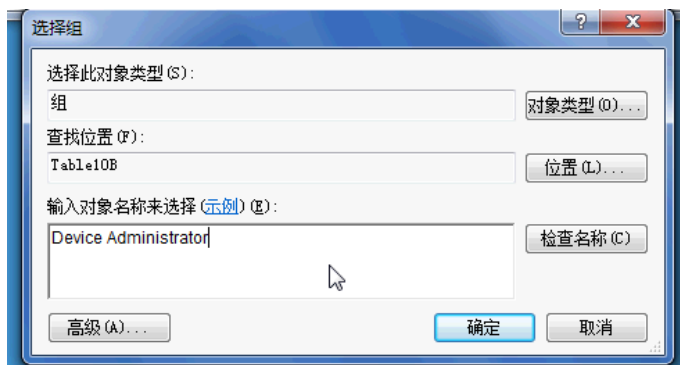 选择组
选择此对象类型(S):
组
对象类型(O)...
查找位置(F):
Table10B
位置(L)...
输入对象名称来选择(示例)(E):
Device Administrator
检查名称(C)
高级(A)...
确定
取消